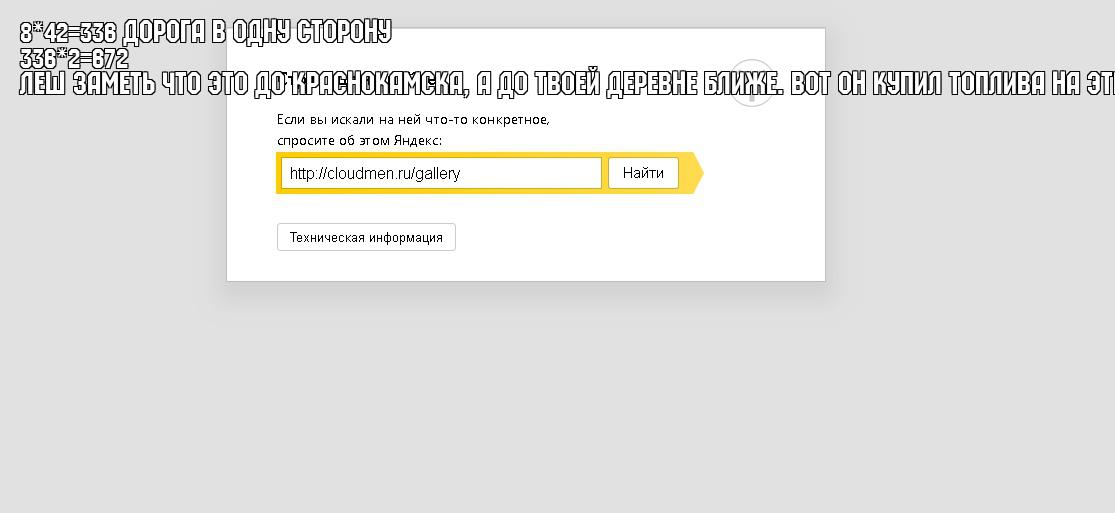 8*42=336 ДОРОГА В ОДНУ СТОРОНУ
336*2=672
ЛЕШ ЗАМЕТЬ ЧТО ЭТО ДО КРАСНОКАМСКА, А ДО ТВОЕЙ ДЕРЕВНЕ БЛИЖЕ. ВОТ ОН КУПИЛ ТОПЛИВА НА
Если вы искали на ней что-то конкретное,
спросите об этом Яндекс:
http://cloudmen.ru/gallery Найти
Техническая информация